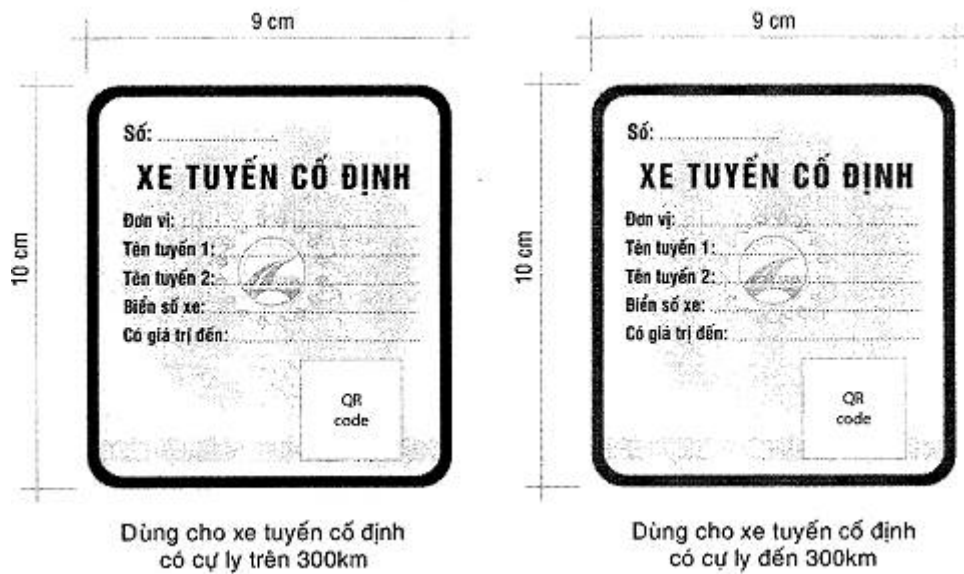 9 cm
10 cm
Số: ........................
XE TUYẾN CỐ ĐỊNH
Đơn vị: ........................
Tên tuyến 1: ........................
Tên tuyến 2: ........................
Biển số xe: ........................
Có giá trị đến: ........................
QR
code
Dùng cho xe tuyến cố định
có cự ly trên 300km
9 cm
10 cm
Số: ........................
XE TUYẾN CỐ ĐỊNH
Đơn vị: ........................
Tên tuyến 1: ........................
Tên tuyến 2: ........................
Biển số xe: ........................
Có giá trị đến: ........................
QR
code
Dùng cho xe tuyến cố định
có cự ly đến 300km